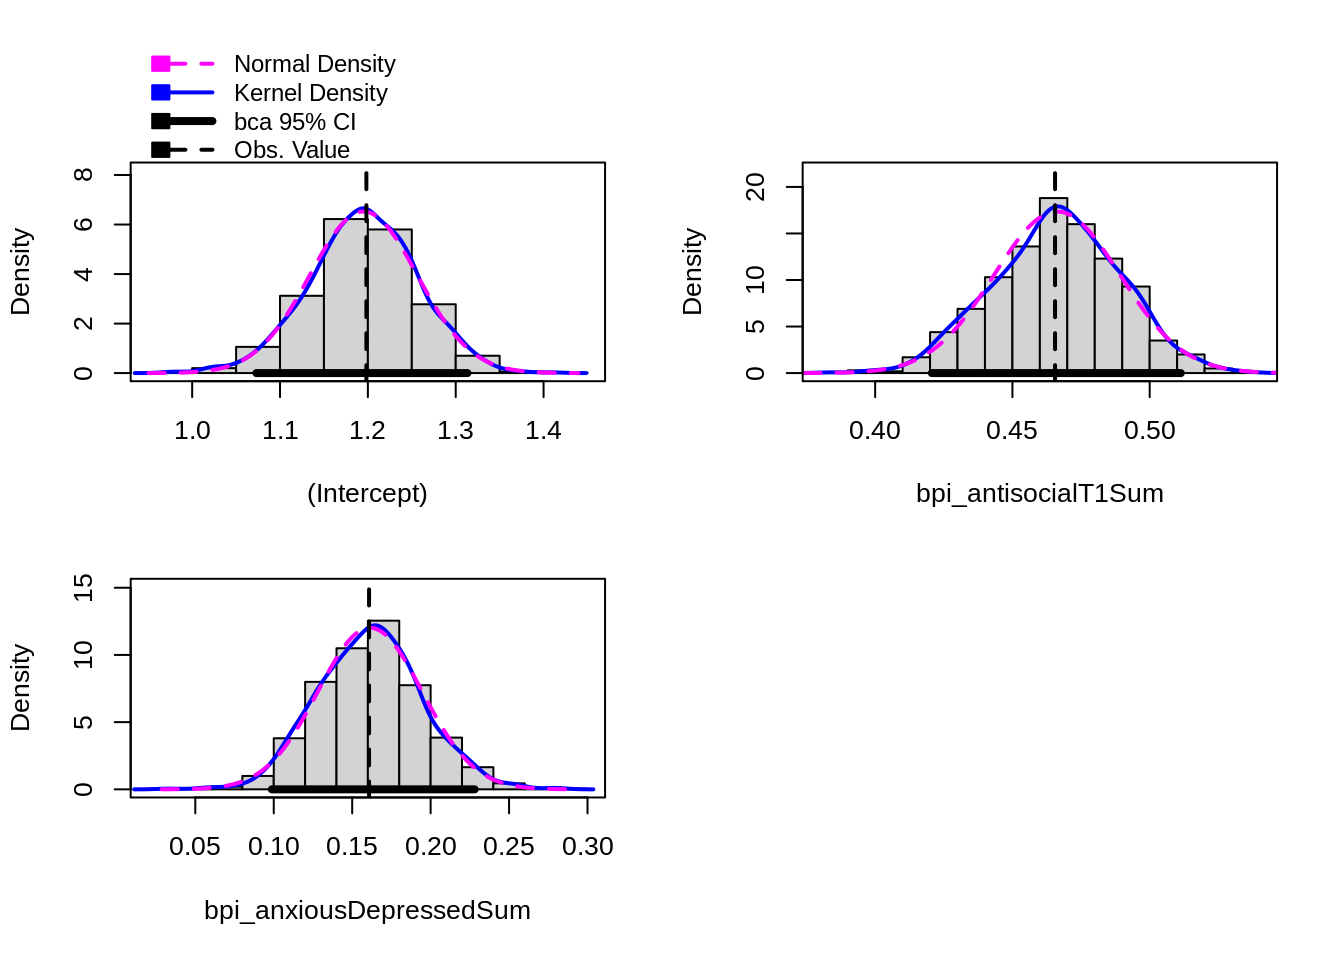 Normal Density
Kernel Density
bca 95% CI
Obs. Value
Density
0 2 4 6 8
1.0 1.1 1.2 1.3 1.4
(Intercept)
Density
0 5 10 20
0.40 0.45 0.50
bpi_antisocialT1Sum
Density
0 5 10 15
0.05 0.10 0.15 0.20 0.25 0.30
bpi_anxiousDepressedSum